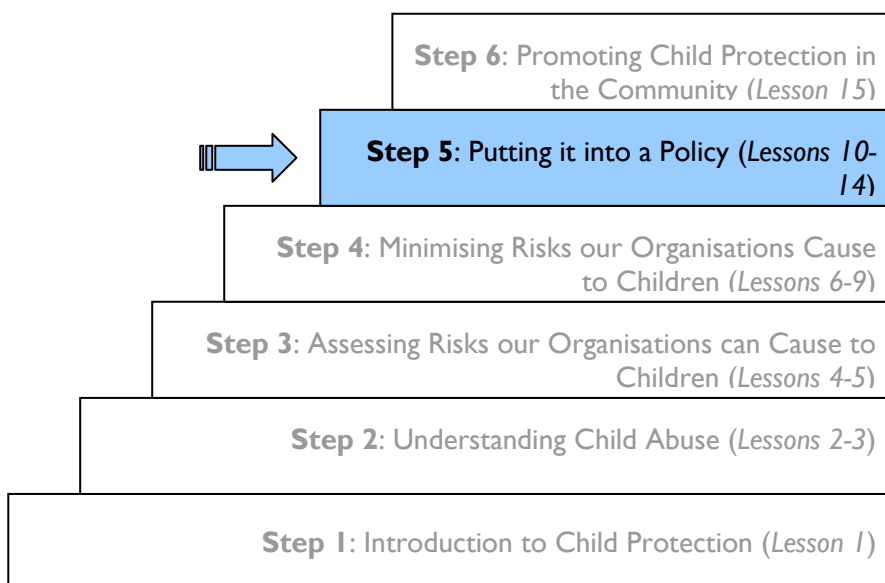 Step 6: Promoting Child Protection in
the Community (Lesson 15)
Step 5: Putting it into a Policy (Lessons 10-
14)
Step 4: Minimising Risks our Organisations Cause
to Children (Lessons 6-9)
Step 3: Assessing Risks our Organisations can Cause to
Children (Lessons 4-5)
Step 2: Understanding Child Abuse (Lessons 2-3)
Step 1: Introduction to Child Protection (Lesson 1)